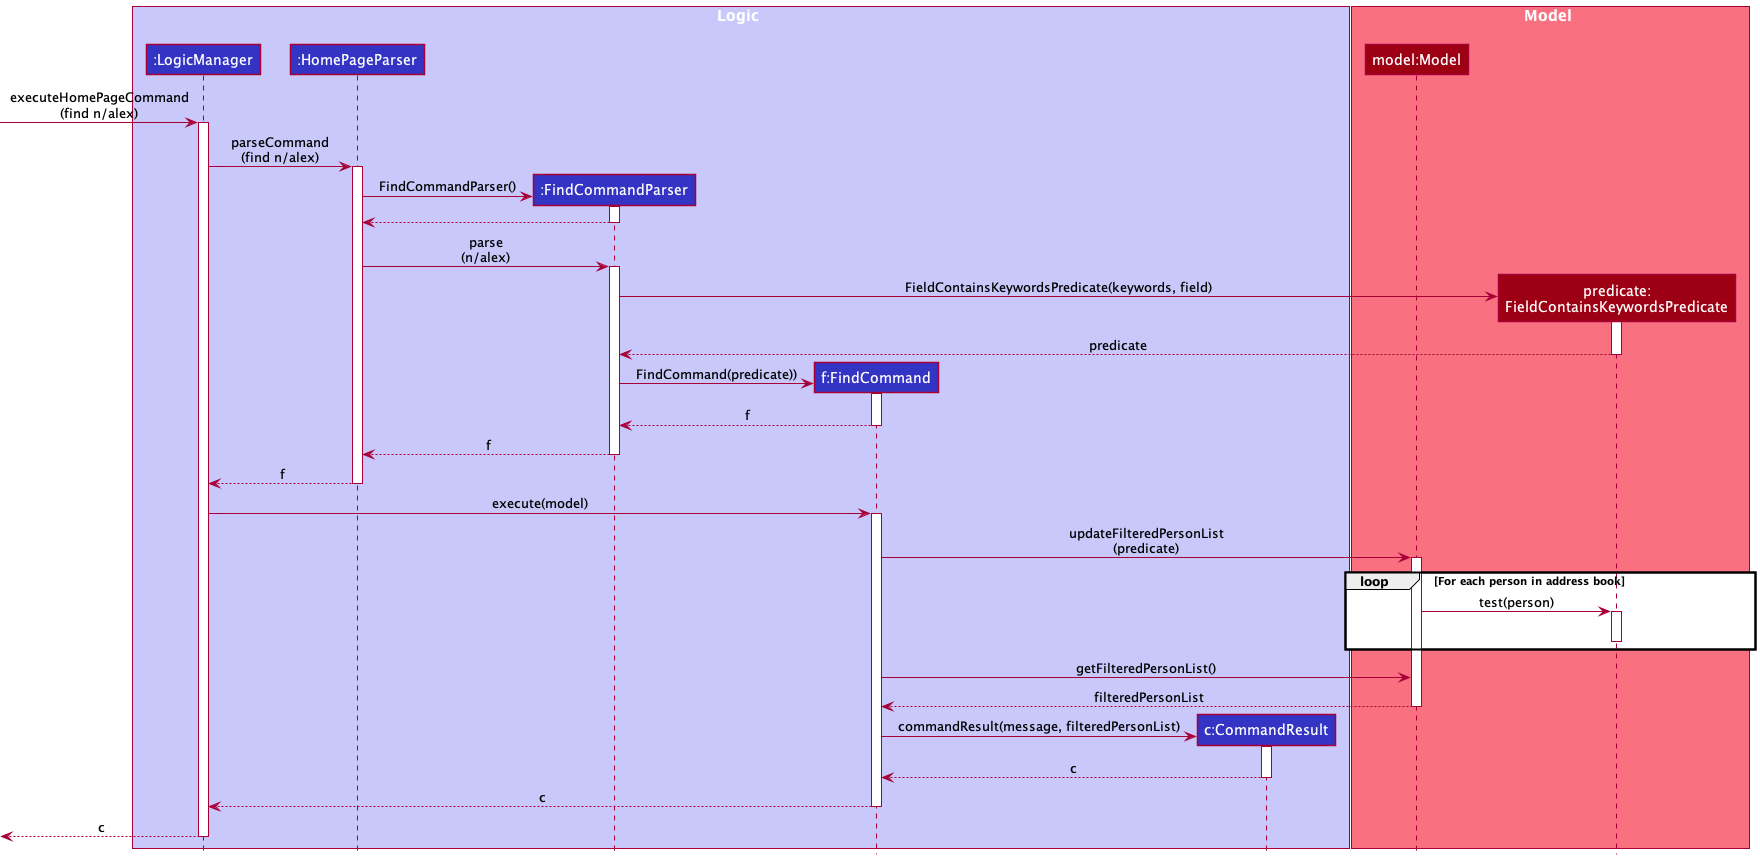 Logic
Model
:LogicManager
:HomePageParser
model:Model
executeHomePageCommand
(find n/alex)
parseCommand
(find n/alex)
FindCommandParser()
:FindCommandParser
parse
(n/alex)
FieldContainsKeywordsPredicate(keywords, field)
predicate:
FieldContainsKeywordsPredicate
predicate
FindCommand(predicate))
f:FindCommand
f
f
f
execute(model)
updateFilteredPersonList
(predicate)
loop
[For each person in address book]
test(person)
getFilteredPersonList()
filteredPersonList
commandResult(message, filteredPersonList)
c:CommandResult
c
c
c